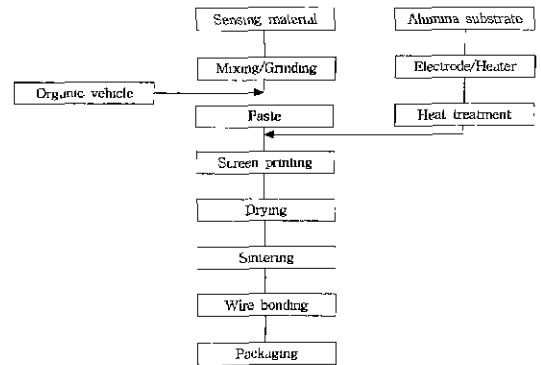 Sensing material
Alumina substrate
Mixing/Grinding
Electrode/Heater
Organic vehicle
Paste
Heat treatment
Screen printing
Drying
Sintering
Wire bonding
Packaging